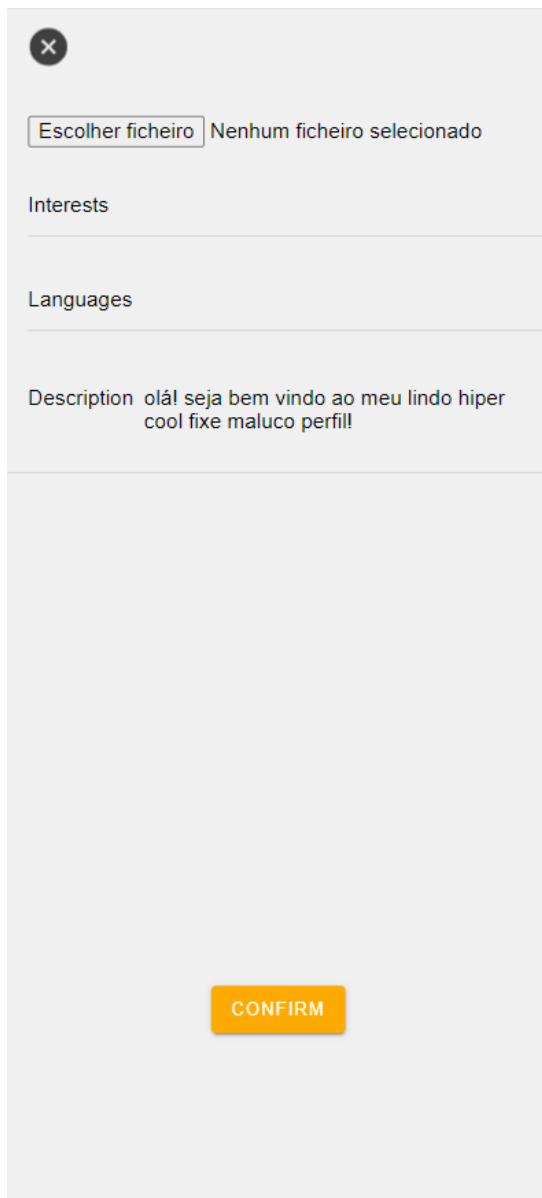 Escolher ficheiro Nenhum ficheiro selecionado
Interests
Languages
Description olá! seja bem vindo ao meu lindo hiper
cool fixe maluco perfil!
CONFIRM